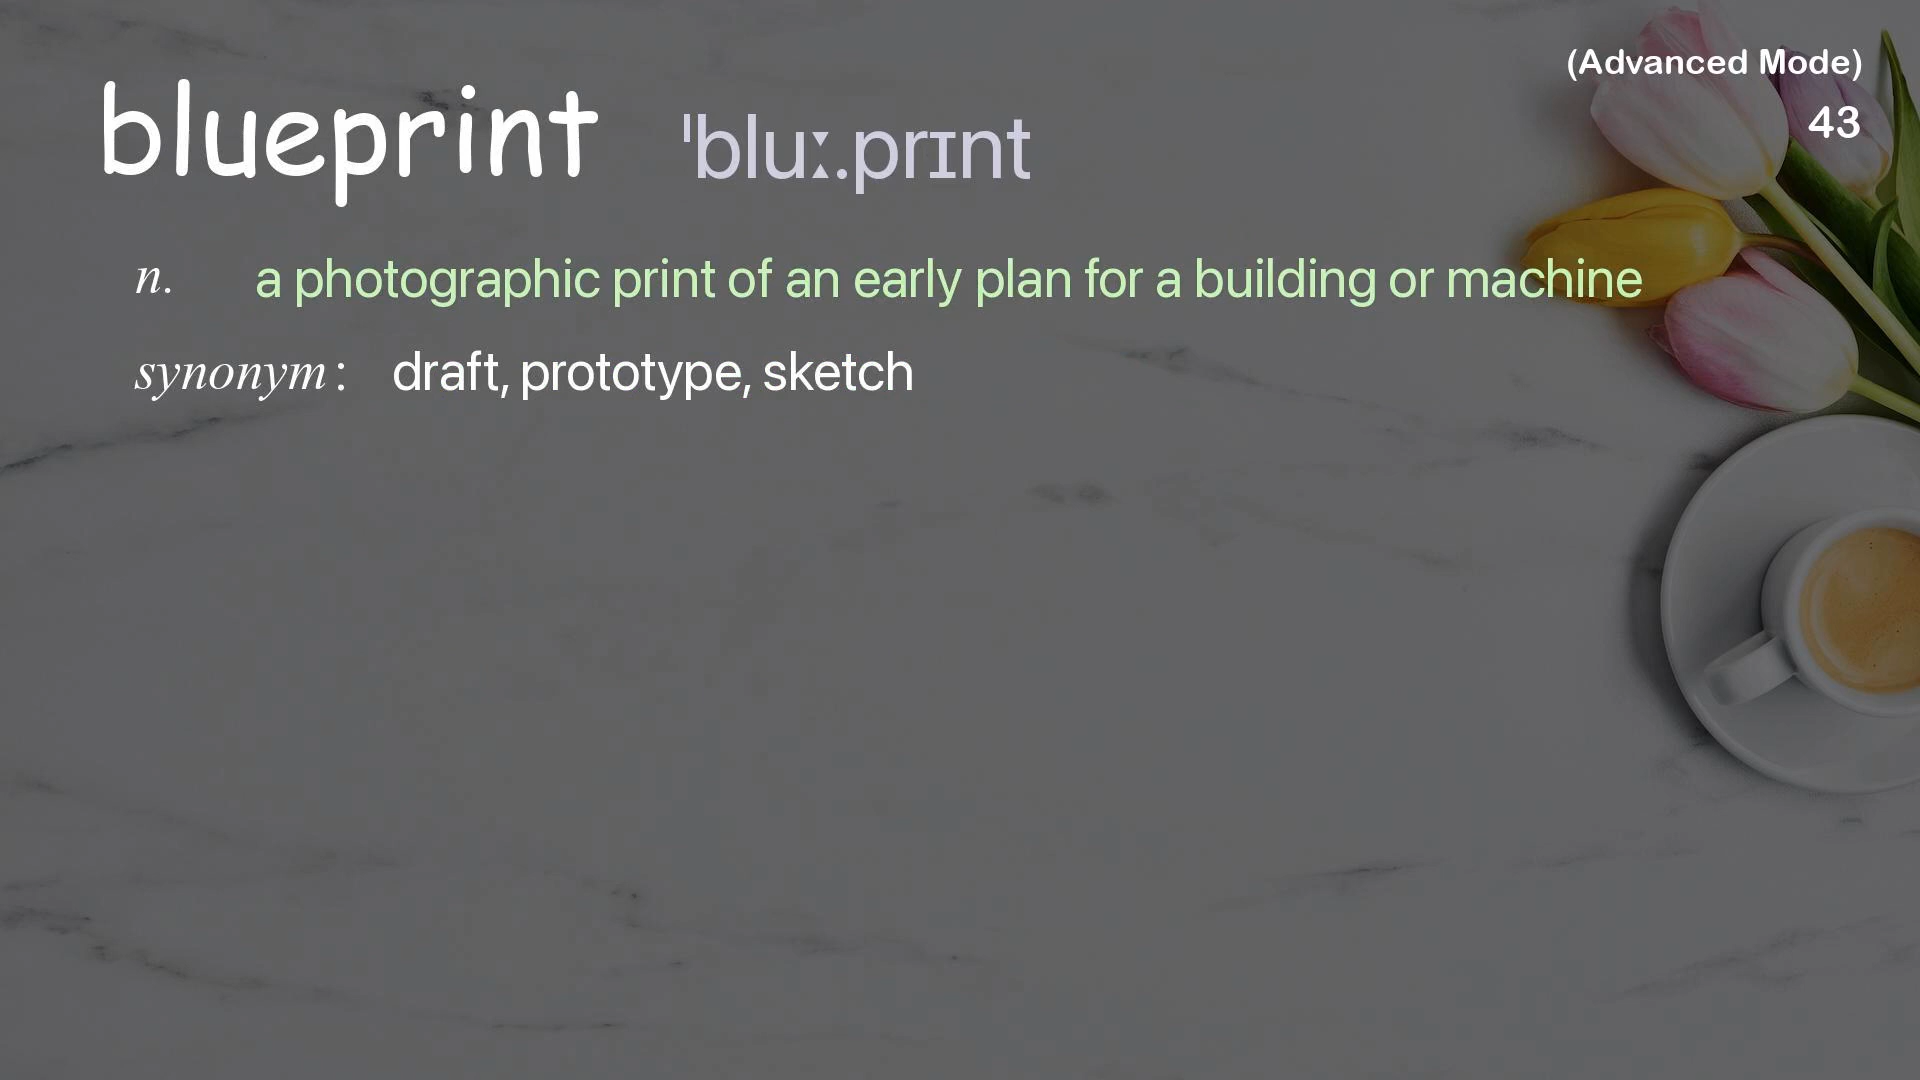 (Advanced Mode)
43
blueprint ˈbluː.prɪnt
n. a photographic print of an early plan for a building or machine
synonym: draft, prototype, sketch